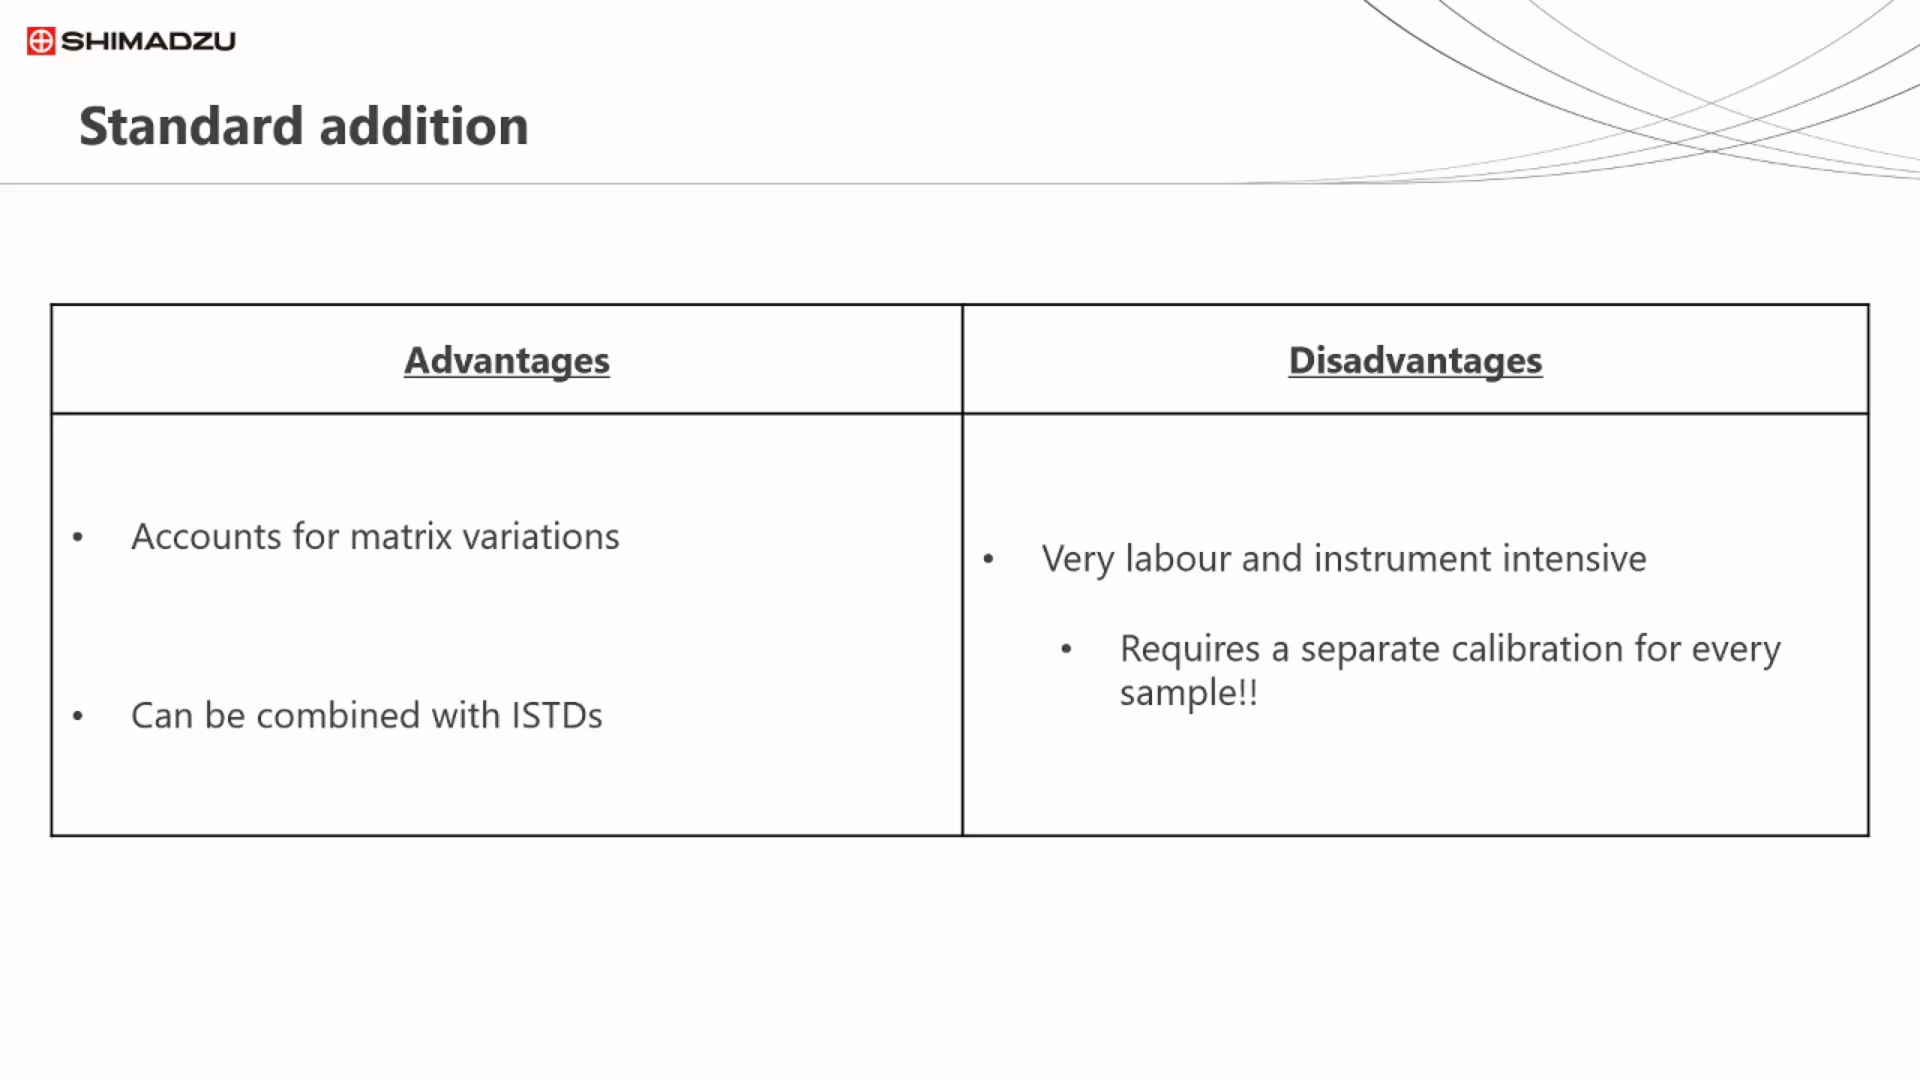 SHIMADZU
Standard addition
Advantages
Disadvantages
• Accounts for matrix variations
• Can be combined with ISTDs
• Very labour and instrument intensive
• Requires a separate calibration for every
sample!!